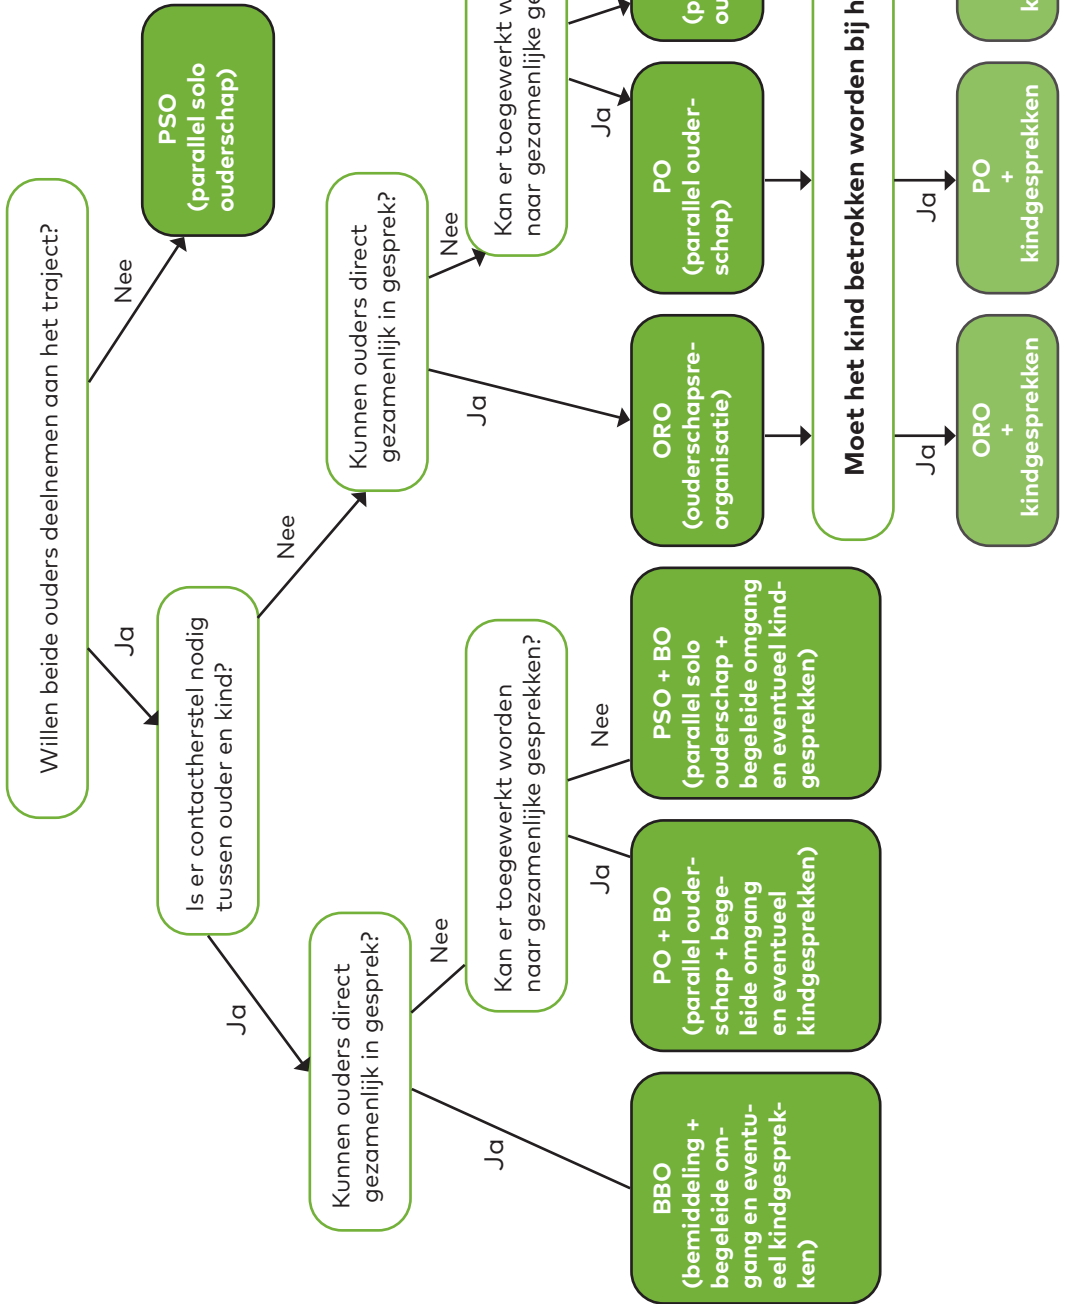 Willen beide ouders deelnemen aan het traject?
Ja
Nee
Is er contactherstel nodig
tussen ouder en kind?
PSO
(parallel solo
ouderschap)
Ja
Nee
Kunnen ouders direct
gezamenlijk in gesprek?
Kunnen ouders direct
gezamenlijk in gesprek?
Ja
Nee
Ja
Nee
Kan er toegewerkt worden
naar gezamenlijke gesprekken?
Kan er toegewerkt w
naar gezamenlijke ge
Ja
Nee
Ja
BBO
(bemiddeling +
begeleide om-
gang en eventu-
eel kindgesprek-
ken)
PO + BO
(parallel ouder-
schap + bege-
leide omgang
en eventueel
kindgesprekken)
PSO + BO
(parallel solo
ouderschap +
begeleide omgang
en eventueel kind-
gesprekken)
ORO
(ouderschapsre-
organisatie)
PO
(parallel ouder-
schap)
(p
ou
Moet het kind betrokken worden bij h
Ja
Ja
ORO
+
kindgesprekken
PO
+
kindgesprekken
k